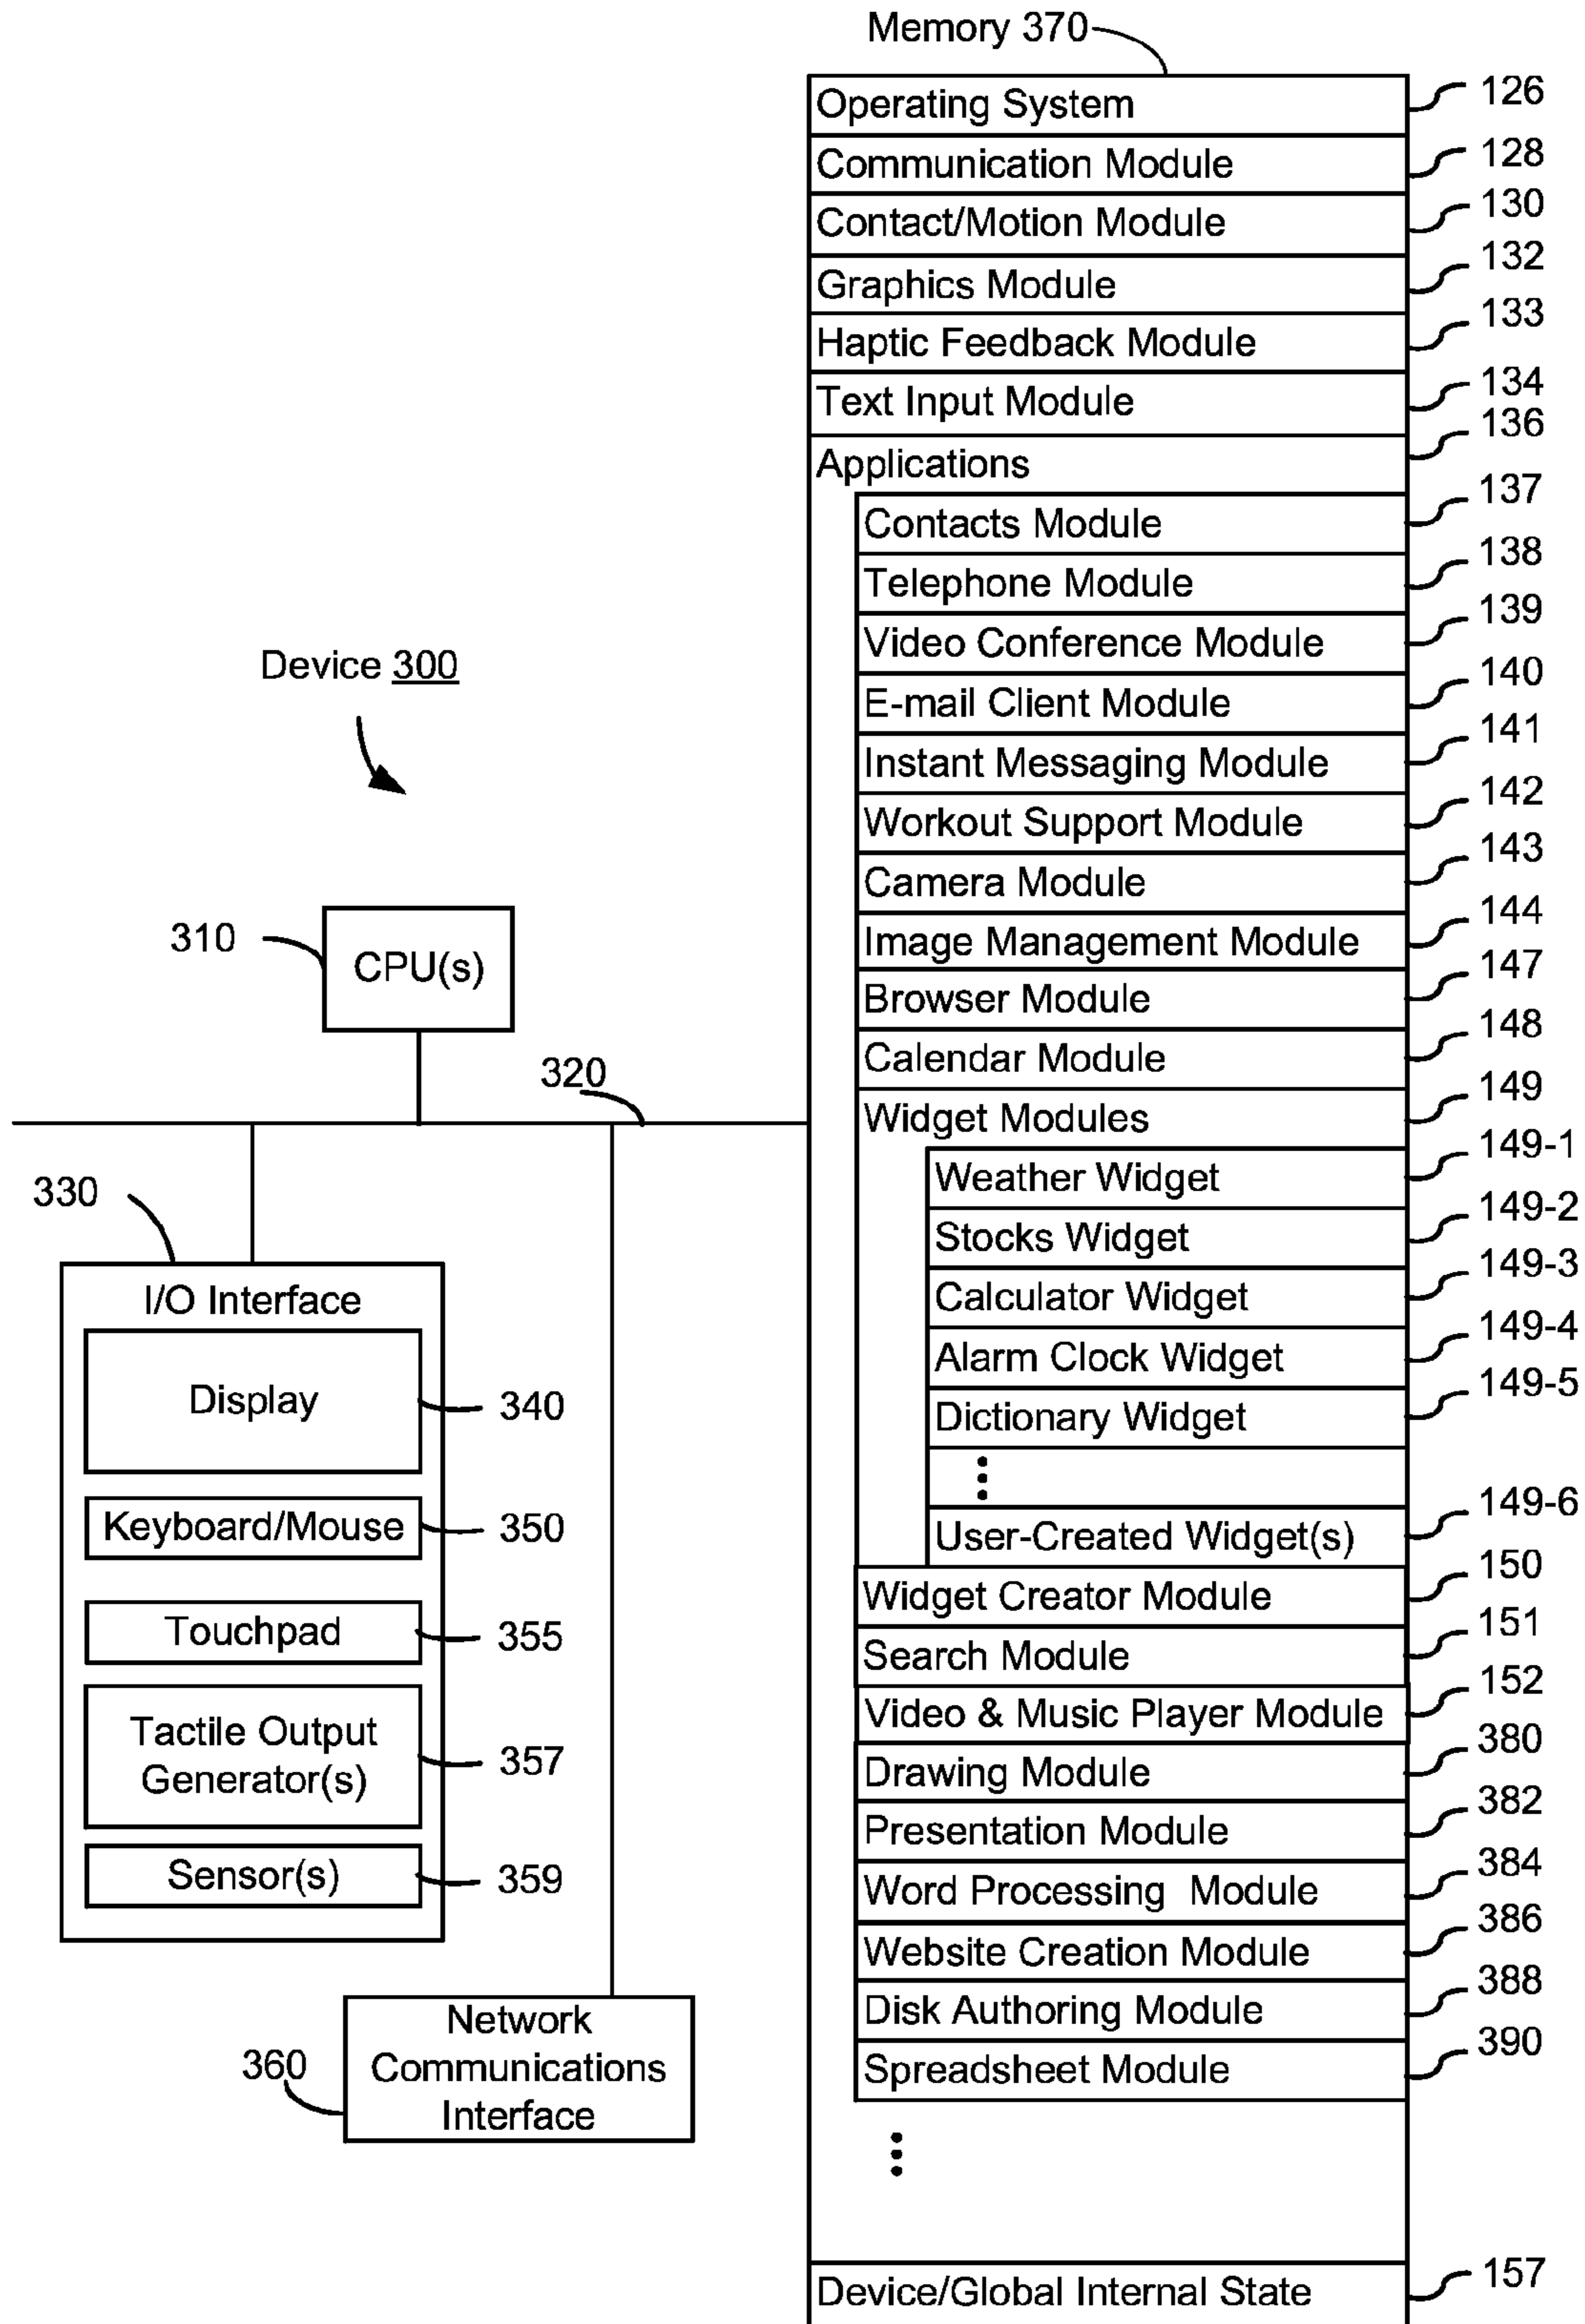 Memory 370
Operating System 126
Communication Module 128
Contact/Motion Module 130
Graphics Module 132
Haptic Feedback Module 133
Text Input Module 134
Applications 136
Contacts Module 137
Telephone Module 138
Video Conference Module 139
E-mail Client Module 140
Instant Messaging Module 141
Workout Support Module 142
Camera Module 143
Image Management Module 144
Browser Module 147
Calendar Module 148
Widget Modules 149
Weather Widget 149-1
Stocks Widget 149-2
Calculator Widget 149-3
Alarm Clock Widget 149-4
Dictionary Widget 149-5
User-Created Widget(s) 149-6
Widget Creator Module 150
Search Module 151
Video & Music Player Module 152
Drawing Module 380
Presentation Module 382
Word Processing Module 384
Website Creation Module 386
Disk Authoring Module 388
Spreadsheet Module 390
Device/Global Internal State 157
Device 300
310 CPU(s)
320
330
I/O Interface
Display 340
Keyboard/Mouse 350
Touchpad 355
Tactile Output
Generator(s) 357
Sensor(s) 359
360
Network
Communications
Interface